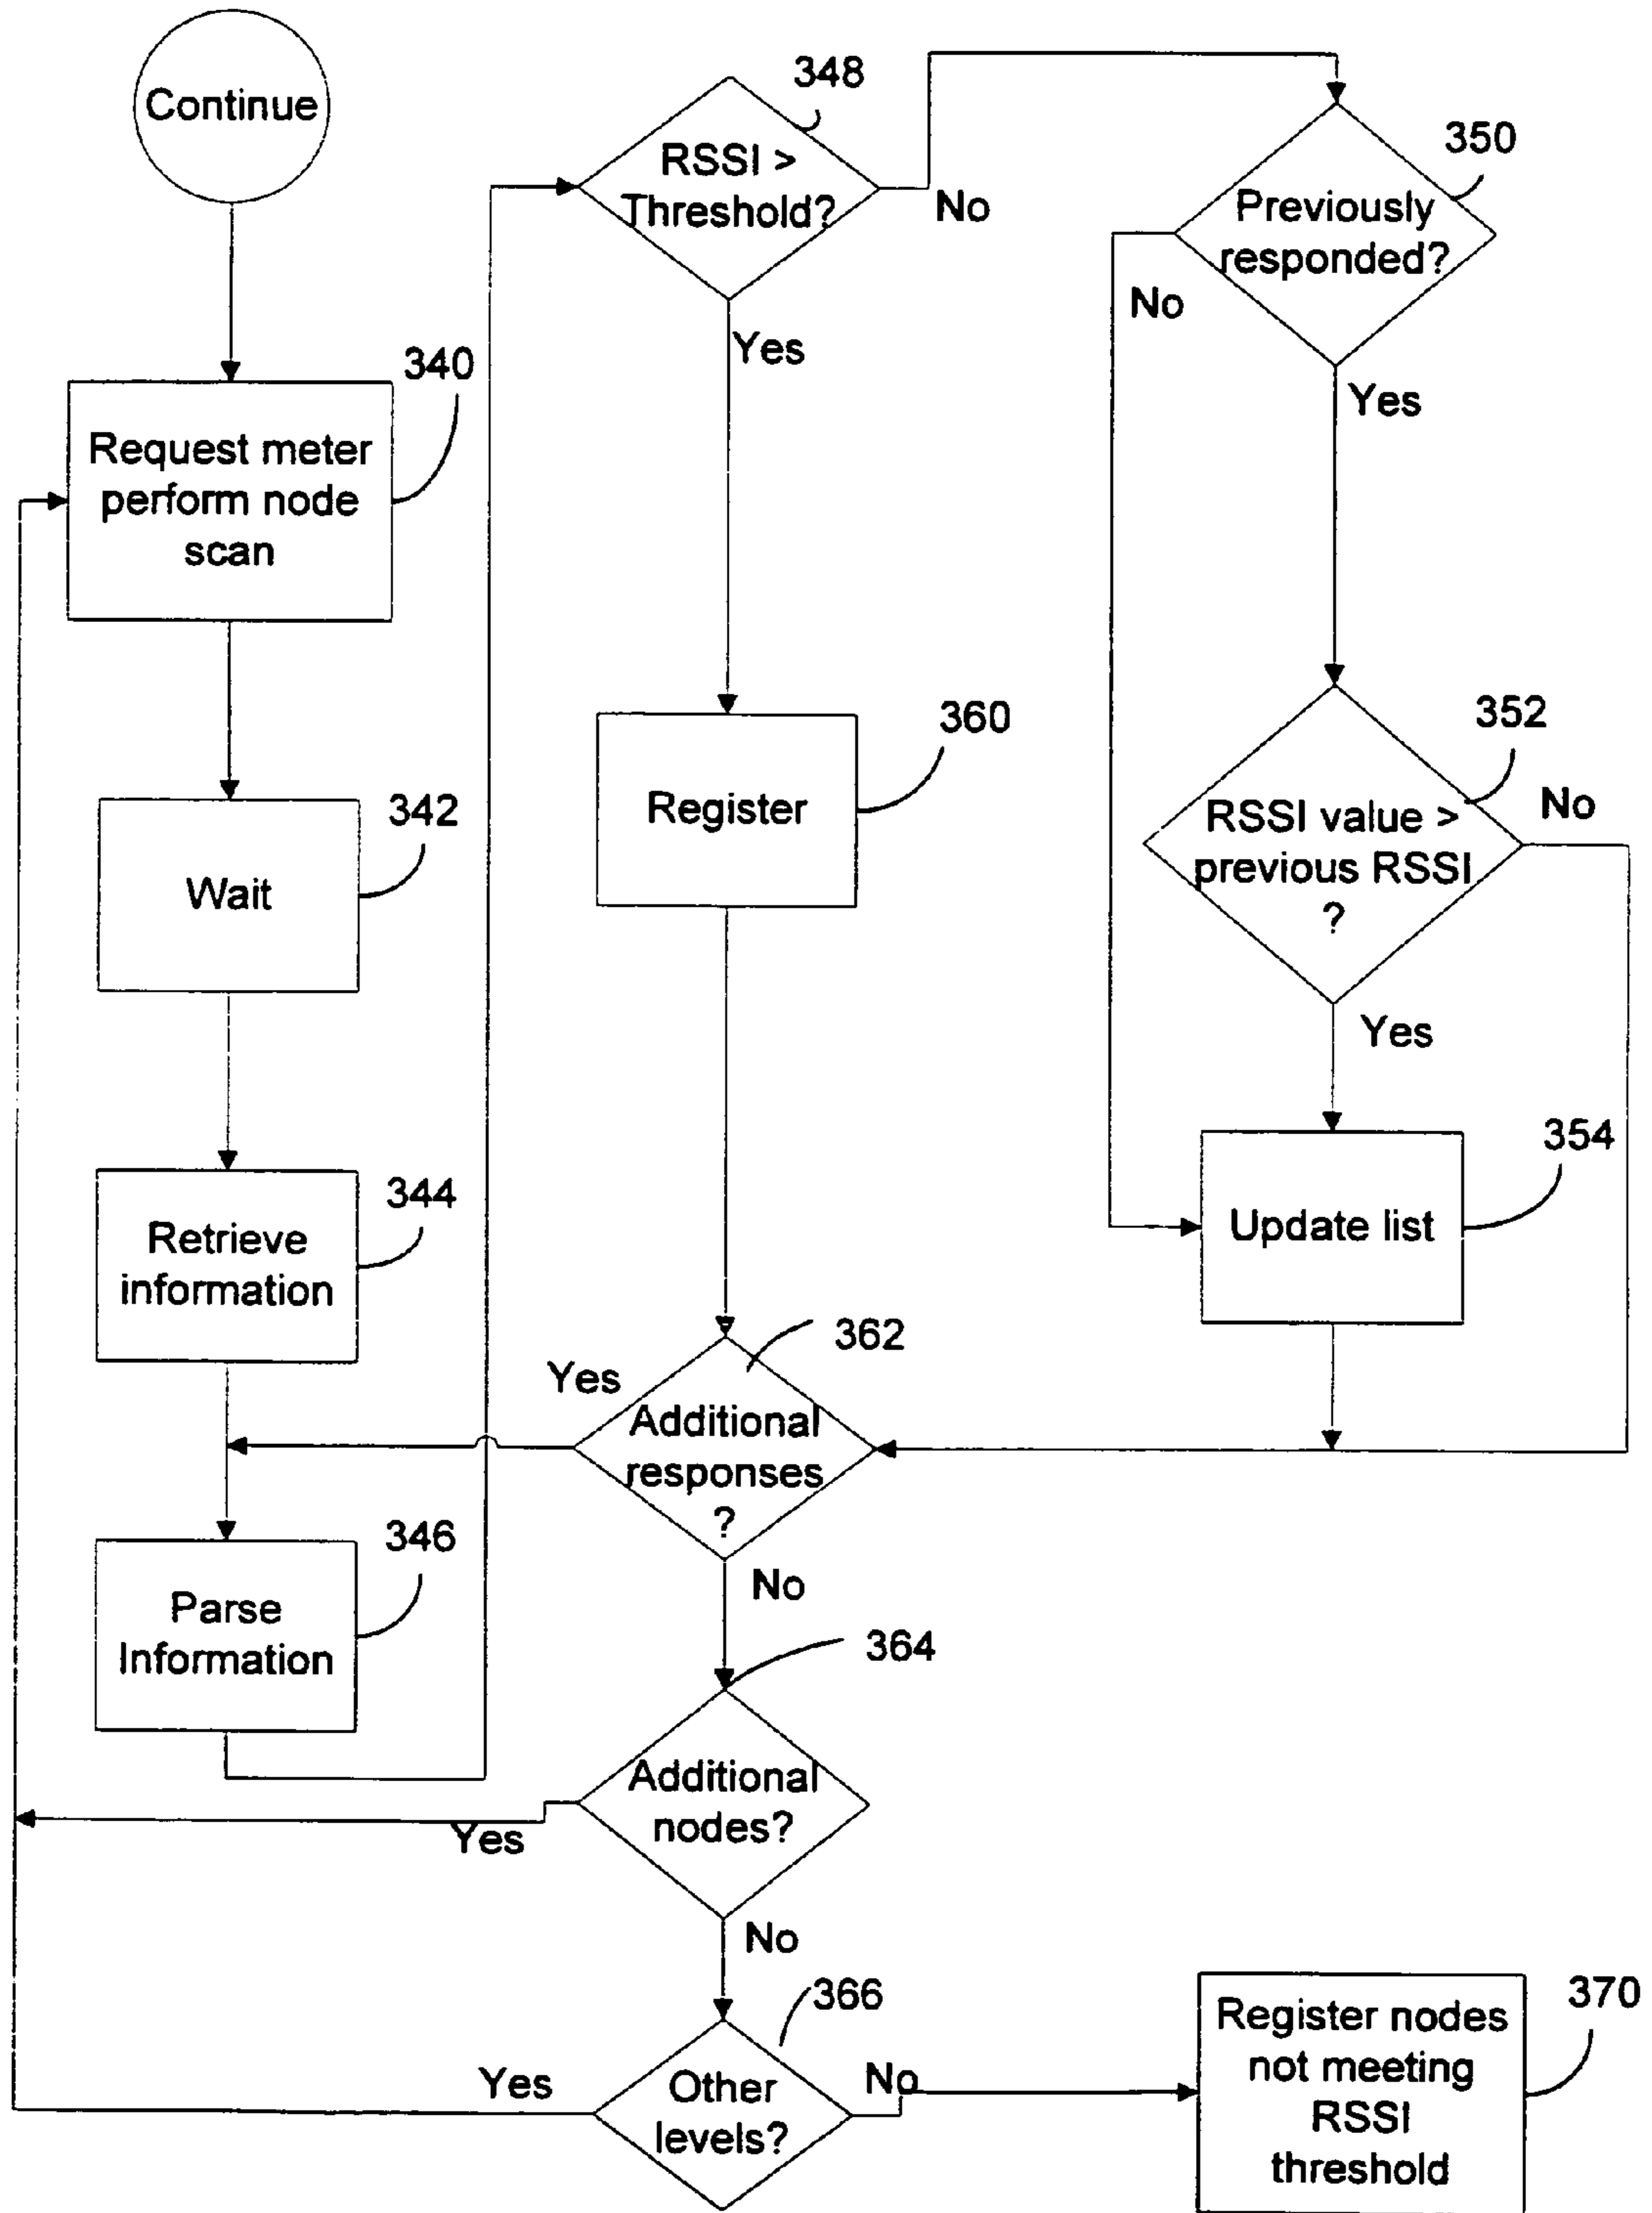 Continue
340
Request meter
perform node
scan
342
Wait
344
Retrieve
information
346
Parse
Information
348
RSSI >
Threshold?
No
Yes
360
Register
362
Yes
Additional
responses
?
No
364
Additional
nodes?
Yes
No
366
Other
levels?
Yes
No
350
Previously
responded?
No
Yes
352
RSSI value >
previous RSSI
?
No
Yes
354
Update list
370
Register nodes
not meeting
RSSI
threshold